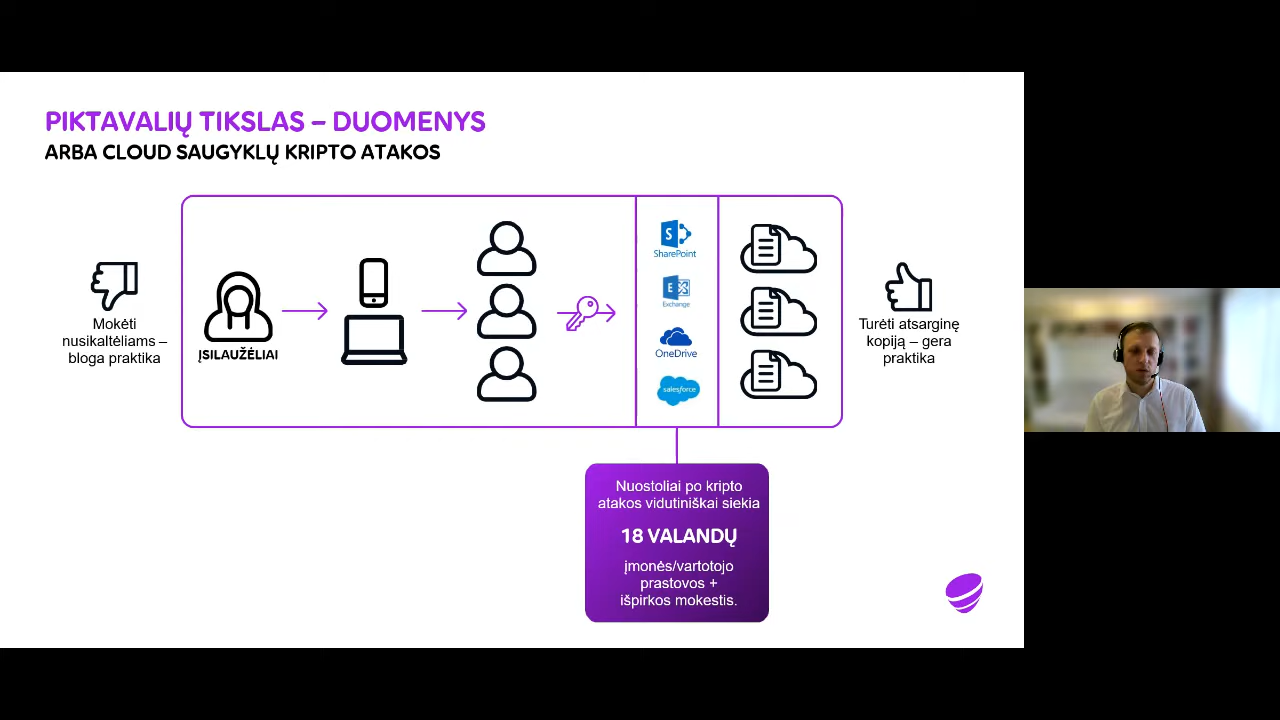 PIKTAVALIŲ TIKSLAS – DUOMENYS
ARBA CLOUD SAUGYKLŲ KRIPTO ATAKOS
Mokėti
nusikaltėliams –
bloga praktika
ĮSILAUŽĖLIAI
SharePoint
Exchange
OneDrive
salesforce
Turėti atsarginę
kopiją – gera
praktika
Nuostoliai po kripto
atakos vidutiniškai siekia
18 VALANDŲ
įmonės/vartotojo
prastovos +
išpirkos mokestis.